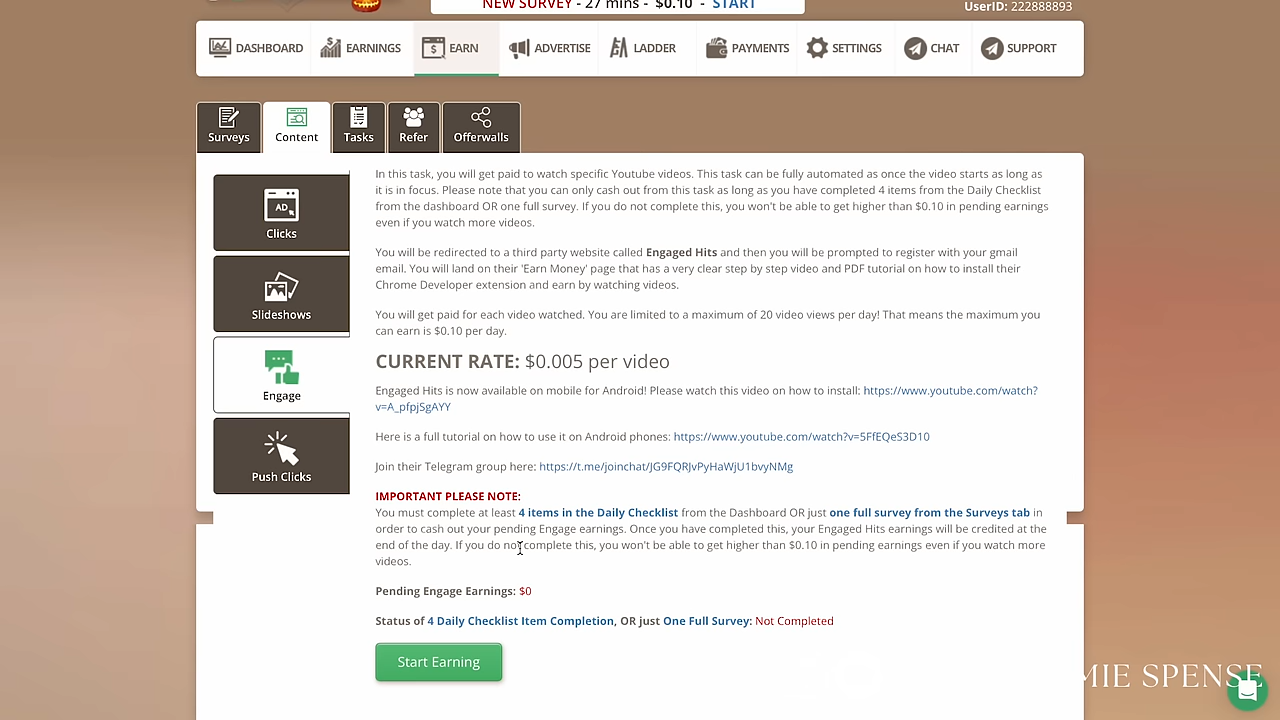 NEW SURVEY - 27 mins - $0.10 - START
UserID: 222888893
DASHBOARD
EARNINGS
EARN
ADVERTISE
LADDER
PAYMENTS
SETTINGS
CHAT
SUPPORT
Surveys
Content
Tasks
Refer
Offerwalls
AD
Clicks
Slideshows
Engage
Push Clicks
In this task, you will get paid to watch specific Youtube videos. This task can be fully automated as once the video starts as long as
it is in focus. Please note that you can only cash out from this task as long as you have completed 4 items from the Daily Checklist
from the dashboard OR one full survey. If you do not complete this, you won't be able to get higher than $0.10 in pending earnings
even if you watch more videos.
You will be redirected to a third party website called Engaged Hits and then you will be prompted to register with your gmail
email. You will land on their 'Earn Money' page that has a very clear step by step video and PDF tutorial on how to install their
Chrome Developer extension and earn by watching videos.
You will get paid for each video watched. You are limited to a maximum of 20 video views per day! That means the maximum you
can earn is $0.10 per day.
CURRENT RATE: $0.005 per video
Engaged Hits is now available on mobile for Android! Please watch this video on how to install: https://www.youtube.com/watch?
v=A_pfpjSgAYY
Here is a full tutorial on how to use it on Android phones: https://www.youtube.com/watch?v=5FfEQeS3D10
Join their Telegram group here: https://t.me/joinchat/JG9FQRJvPyHaWjU1bvyNMg
IMPORTANT PLEASE NOTE:
You must complete at least 4 items in the Daily Checklist from the Dashboard OR just one full survey from the Surveys tab in
order to cash out your pending Engage earnings. Once you have completed this, your Engaged Hits earnings will be credited at the
end of the day. If you do not complete this, you won't be able to get higher than $0.10 in pending earnings even if you watch more
videos.
Pending Engage Earnings: $0
Status of 4 Daily Checklist Item Completion, OR just One Full Survey: Not Completed
Start Earning
MIE SPENSE